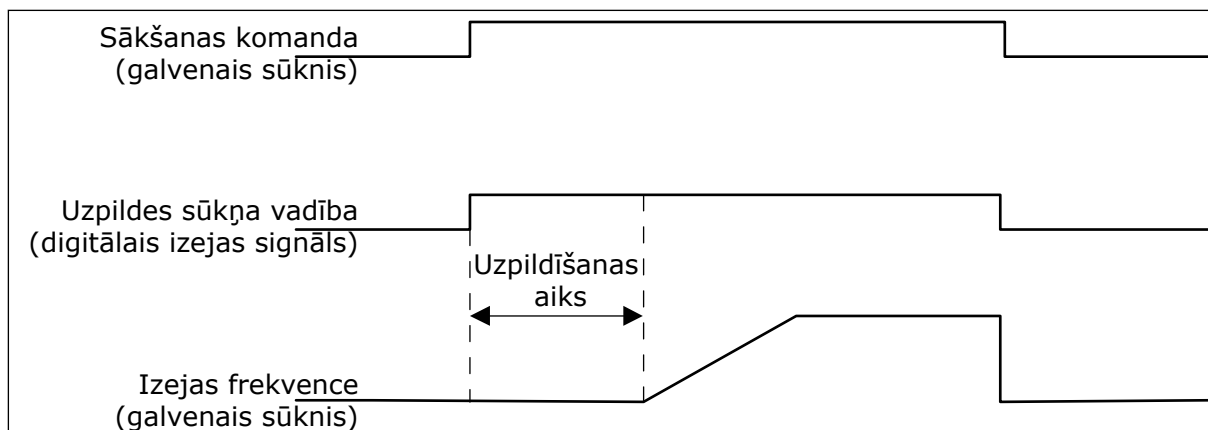 Sākšanas komanda
(galvenais sūknis)
Uzpildes sūkņa vadība
(digitālais izejas signāls)
Uzpildīšanas
aiks
Izejas frekvence
(galvenais sūknis)